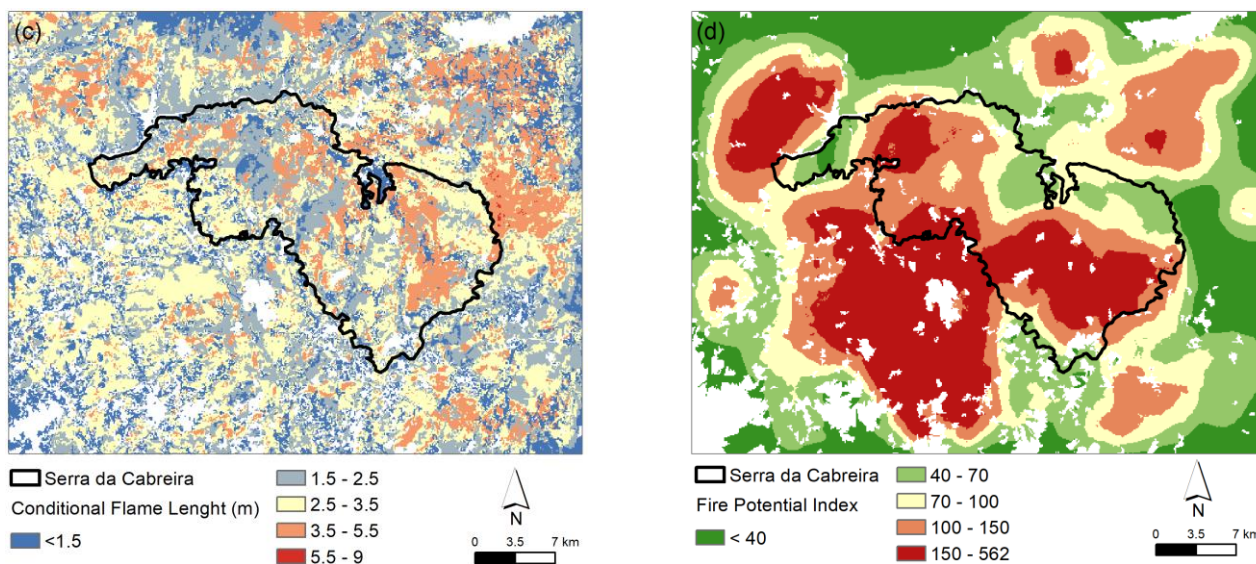 (c)
Serra da Cabreira
Conditional Flame Lenght (m)
<1.5
1.5 - 2.5
2.5 - 3.5
3.5 - 5.5
5.5 - 9
N
0 3.5 7 km
(d)
Serra da Cabreira
Fire Potential Index
< 40
40 - 70
70 - 100
100 - 150
150 - 562
N
0 3.5 7 km